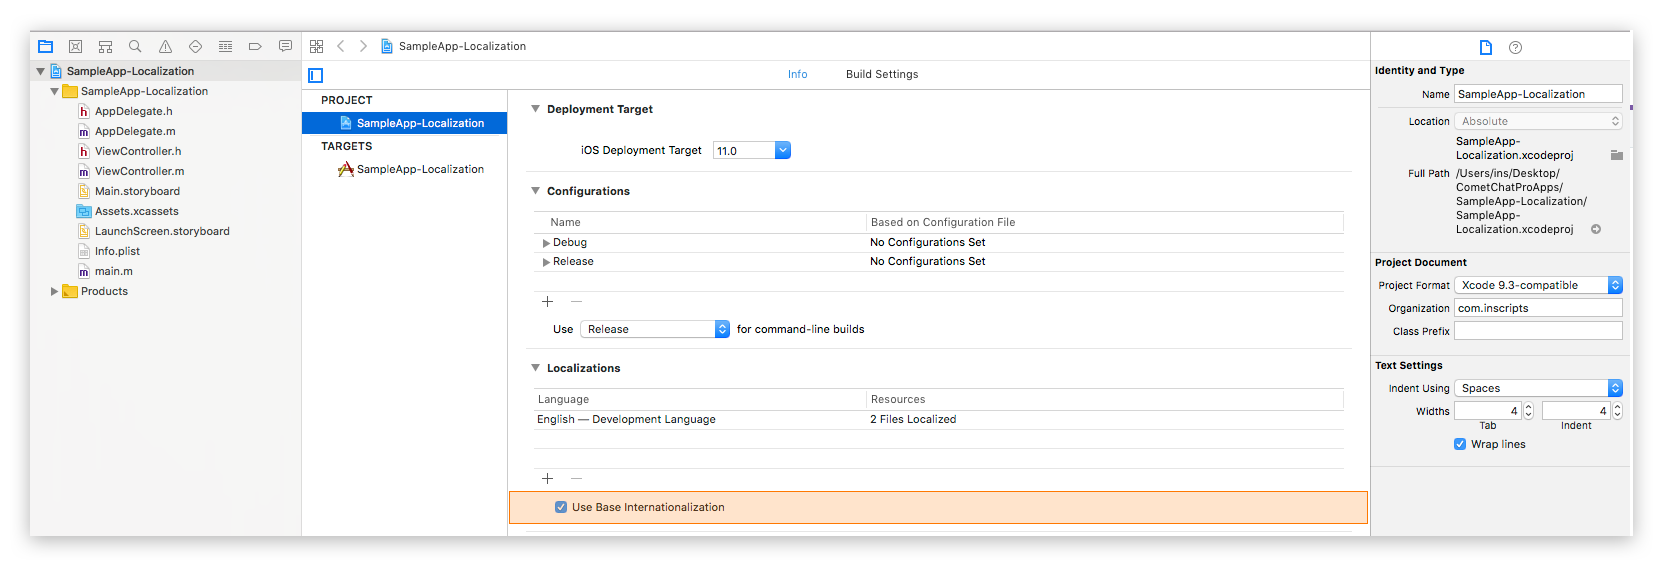 SampleApp-Localization
SampleApp-Localization
SampleApp-Localization
AppDelegate.h
AppDelegate.m
ViewController.h
ViewController.m
Main.storyboard
Assets.xcassets
LaunchScreen.storyboard
Info.plist
main.m
Products
Info Build Settings
PROJECT
SampleApp-Localization
TARGETS
SampleApp-Localization
Deployment Target
iOS Deployment Target 11.0
Configurations
Name Based on Configuration File
Debug No Configurations Set
Release No Configurations Set
Use Release for command-line builds
Localizations
Language Resources
English — Development Language 2 Files Localized
Use Base Internationalization
Identity and Type
Name SampleApp-Localization
Location Absolute
SampleApp-
Localization.xcodeproj
Full Path /Users/ins/Desktop/
CometChatProApps/
SampleApp-Localization/
SampleApp-
Localization.xcodeproj
Project Document
Project Format Xcode 9.3-compatible
Organization com.inscripts
Class Prefix
Text Settings
Indent Using Spaces
Widths 4 4
Tab Indent
Wrap lines